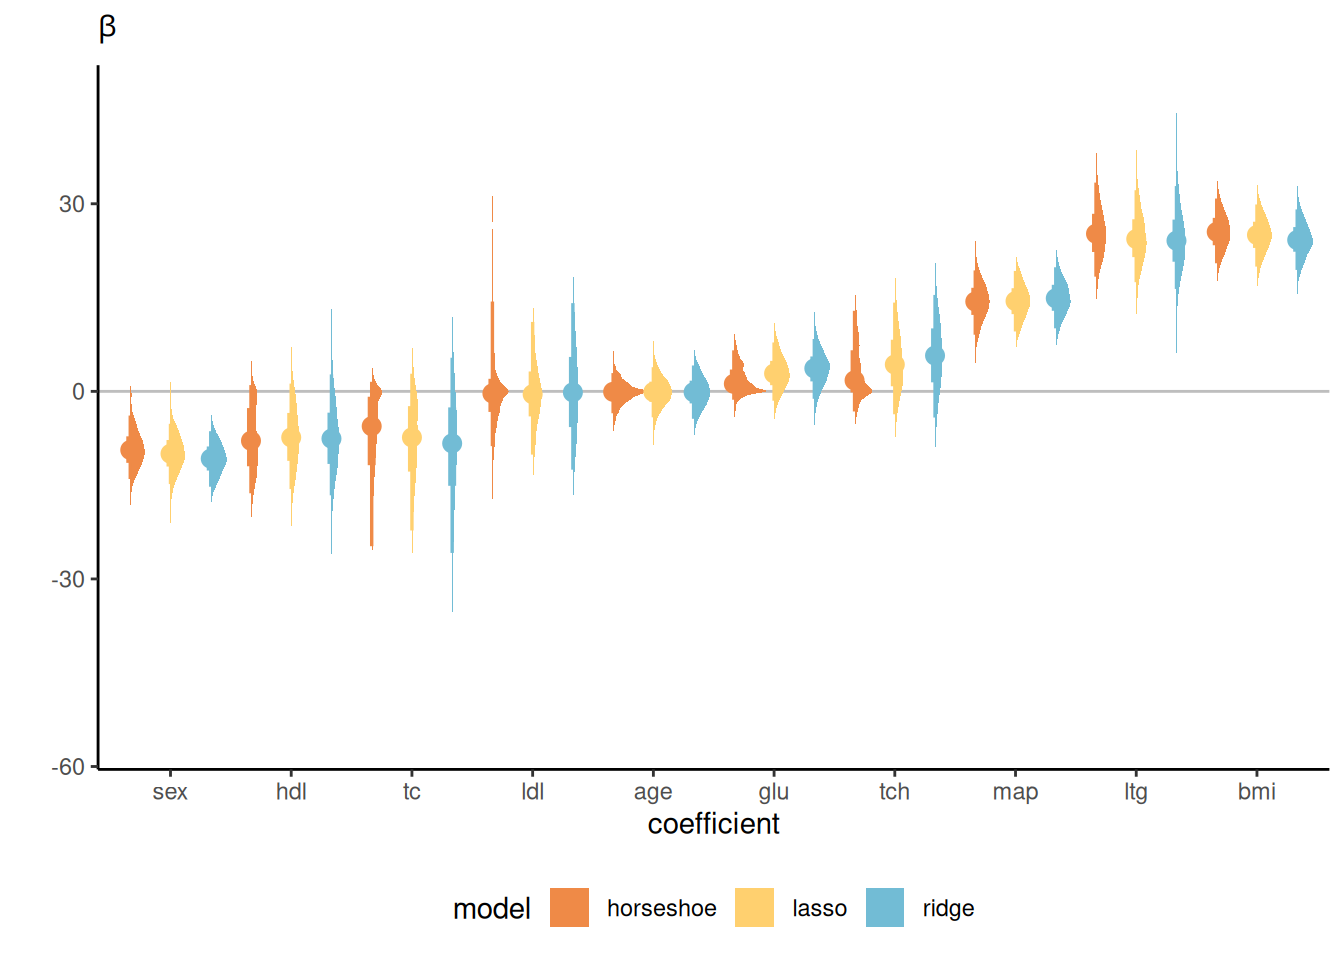 β
30
0
-30
-60
sex hdl tc ldl age glu tch map ltg bmi
coefficient
model horseshoe lasso ridge